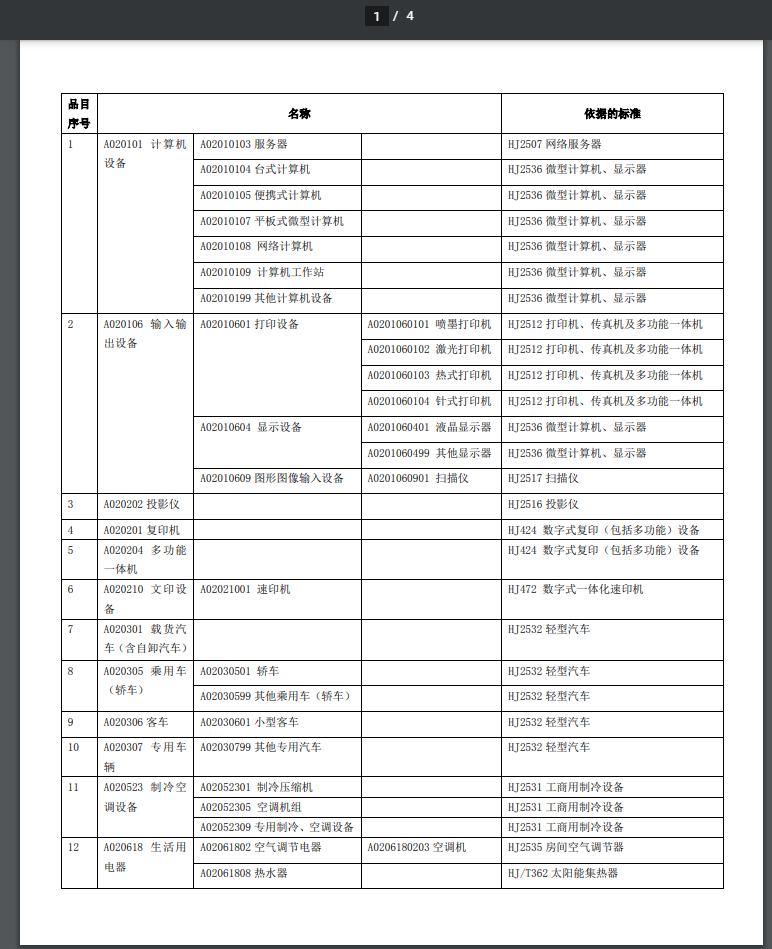 1 / 4
品目序号 名称 依据的标准
1 A020101 计算机设备 A02010103 服务器 HJ2507 网络服务器
A02010104 台式计算机 HJ2536 微型计算机、显示器
A02010105 便携式计算机 HJ2536 微型计算机、显示器
A02010107 平板式微型计算机 HJ2536 微型计算机、显示器
A02010108 网络计算机 HJ2536 微型计算机、显示器
A02010109 计算机工作站 HJ2536 微型计算机、显示器
A02010199 其他计算机设备 HJ2536 微型计算机、显示器
2 A020106 输入输出设备 A02010601 打印设备 A0201060101 喷墨打印机 HJ2512 打印机、传真机及多功能一体机
A0201060102 激光打印机 HJ2512 打印机、传真机及多功能一体机
A0201060103 热式打印机 HJ2512 打印机、传真机及多功能一体机
A0201060104 针式打印机 HJ2512 打印机、传真机及多功能一体机
A02010604 显示设备 A0201060401 液晶显示器 HJ2536 微型计算机、显示器
A0201060499 其他显示器 HJ2536 微型计算机、显示器
A02010609 图形图像输入设备 A0201060901 扫描仪 HJ2517 扫描仪
3 A020202 投影仪 HJ2516 投影仪
4 A020201 复印机 HJ424 数字式复印（包括多功能）设备
5 A020204 多功能一体机 HJ424 数字式复印（包括多功能）设备
6 A020210 文印设备 A02021001 速印机 HJ472 数字式一体化速印机
7 A020301 载货汽车（含自卸汽车） HJ2532 轻型汽车
8 A020305 乘用车（轿车） A02030501 轿车 HJ2532 轻型汽车
A02030599 其他乘用车（轿车） HJ2532 轻型汽车
9 A020306 客车 A02030601 小型客车 HJ2532 轻型汽车
10 A020307 专用车辆 A02030799 其他专用汽车 HJ2532 轻型汽车
11 A020523 制冷空调设备 A02052301 制冷压缩机 HJ2531 工商用制冷设备
A02052305 空调机组 HJ2531 工商用制冷设备
A02052309 专用制冷、空调设备 HJ2531 工商用制冷设备
12 A020618 生活用电器 A02061802 空气调节电器 A0206180203 空调机 HJ2535 房间空气调节器
A02061808 热水器 HJ/T362 太阳能集热器